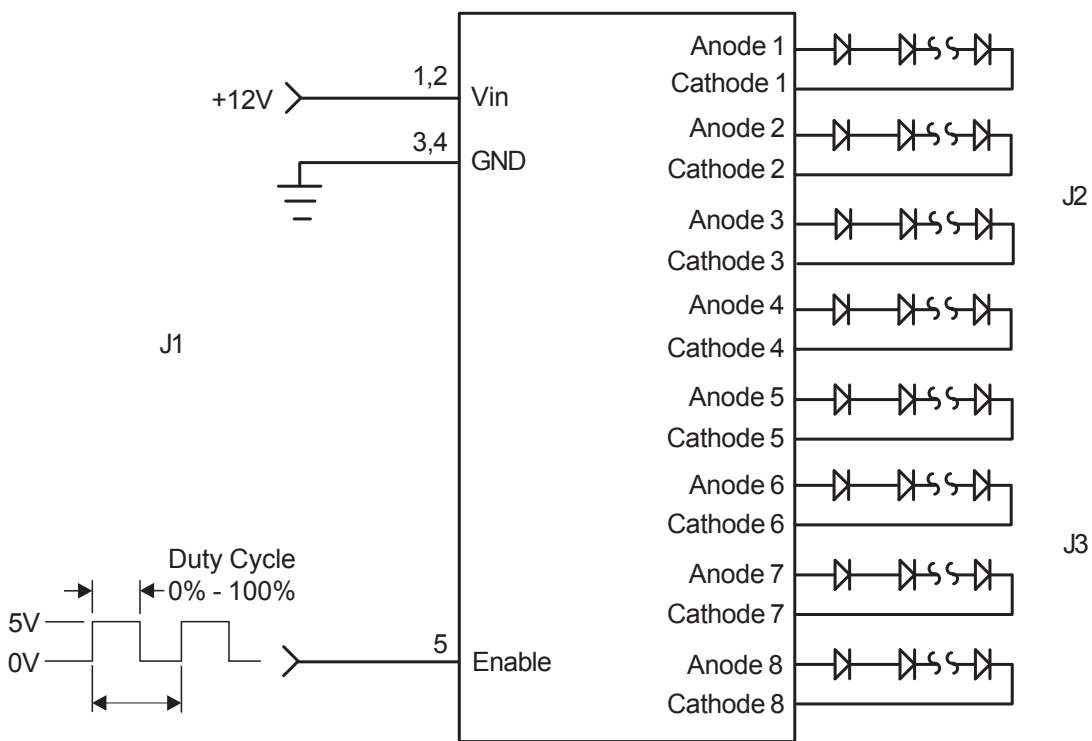 +12V
1,2
Vin
3,4
GND
J1
Duty Cycle
0% - 100%
5V
0V
5
Enable
Anode 1
Cathode 1
Anode 2
Cathode 2
Anode 3
Cathode 3
Anode 4
Cathode 4
Anode 5
Cathode 5
Anode 6
Cathode 6
Anode 7
Cathode 7
Anode 8
Cathode 8
J2
J3